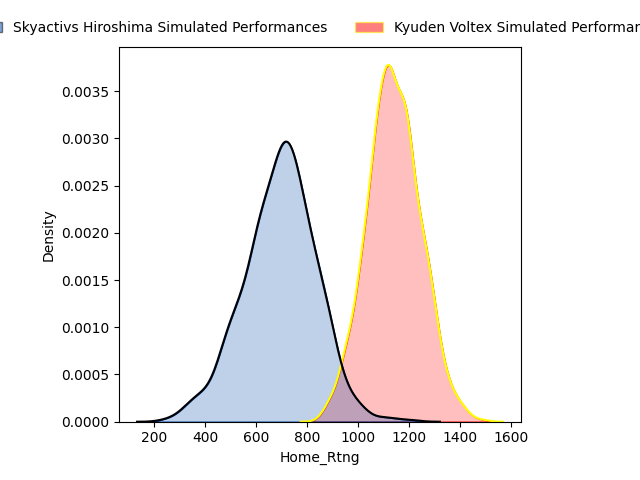 Skyactivs Hiroshima Simulated Performances
Kyuden Voltex Simulated
0.0035
0.0030
0.0025
0.0020
0.0015
0.0010
0.0005
0.0000
Density
200 400 600 800 1000 1200 1400 1600
Home_Rtng